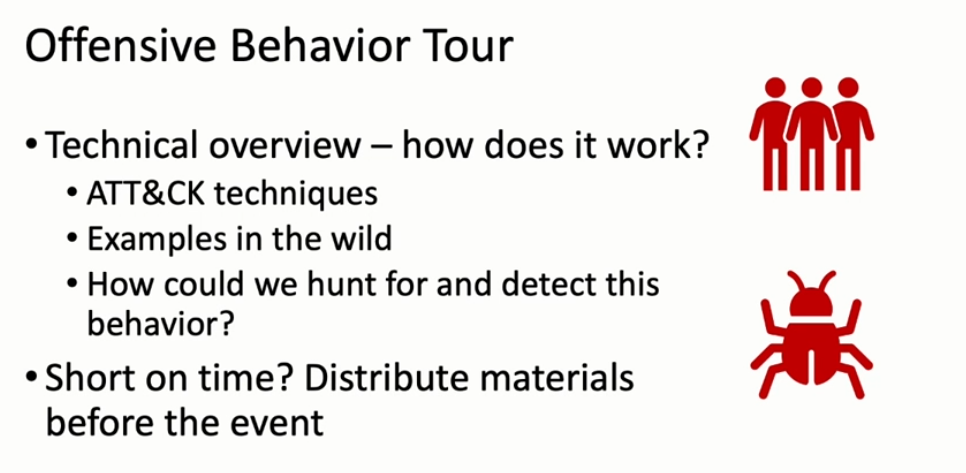 Offensive Behavior Tour
• Technical overview – how does it work?
• ATT&CK techniques
• Examples in the wild
• How could we hunt for and detect this
behavior?
• Short on time? Distribute materials
before the event